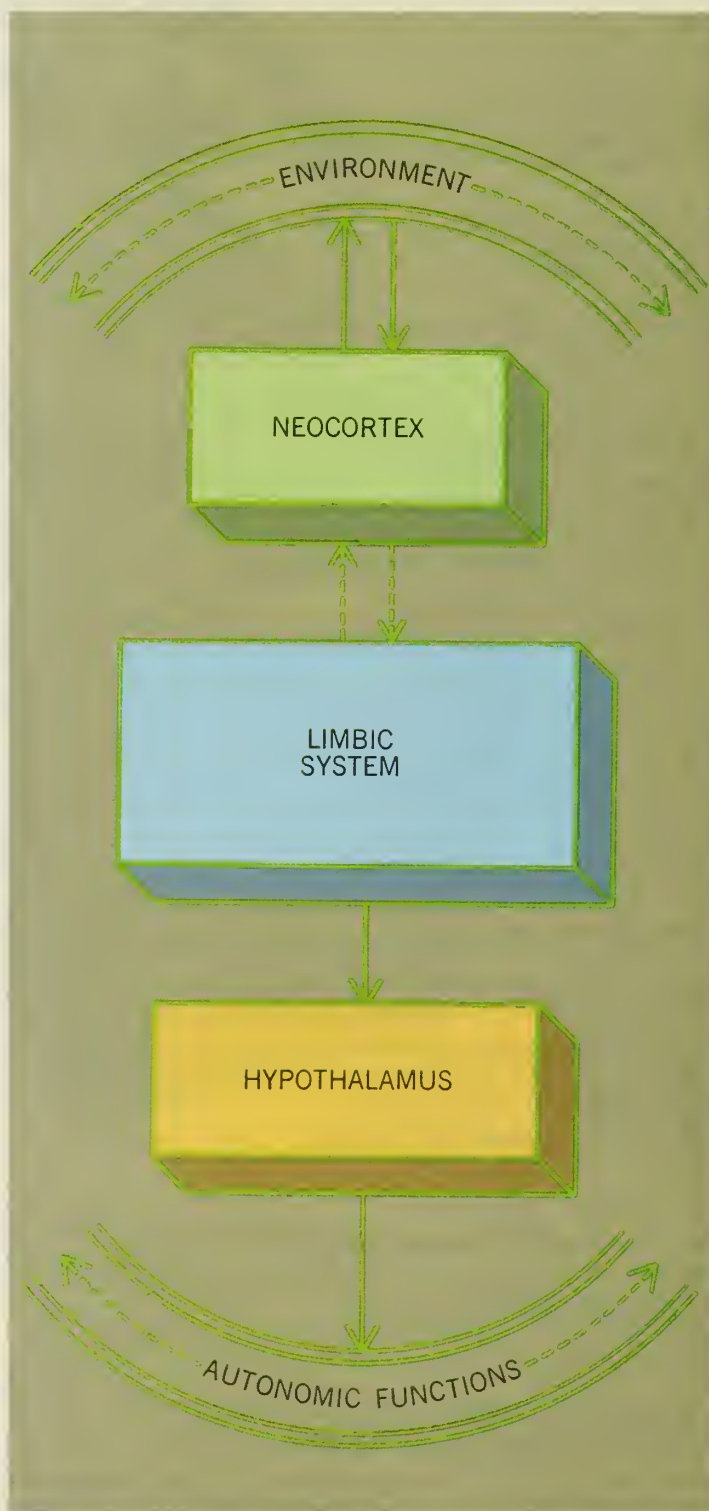 ENVIRONMENT
NEOCORTEX
LIMBIC
SYSTEM
HYPOTHALAMUS
AUTONOMIC FUNCTIONS